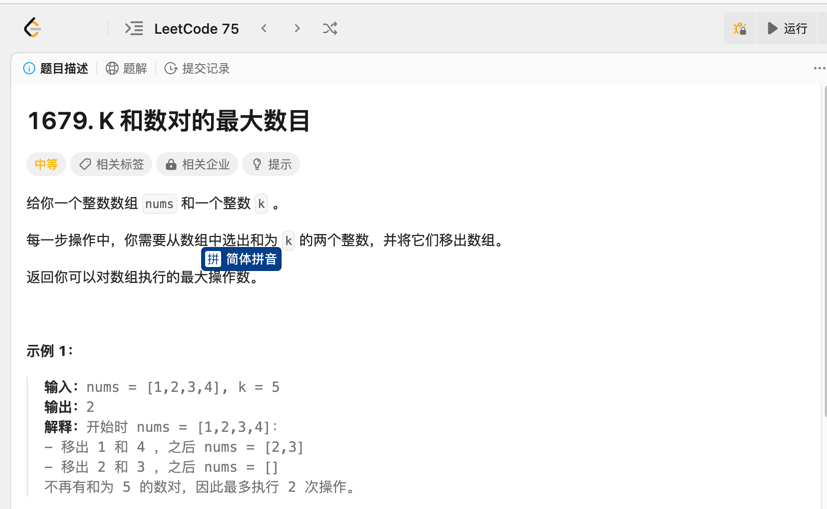 LeetCode 75
运行
题目描述 题解 提交记录
1679. K 和数对的最大数目
中等 相关标签 相关企业 提示
给你一个整数数组 nums 和一个整数 k 。
每一步操作中，你需要从数组中选出和为 k 的两个整数，并将它们移出数组。
拼 简体拼音
返回你可以对数组执行的最大操作数。
示例 1：
输入：nums = [1,2,3,4], k = 5
输出：2
解释：开始时 nums = [1,2,3,4]：
- 移出 1 和 4 ，之后 nums = [2,3]
- 移出 2 和 3 ，之后 nums = []
不再有和为 5 的数对，因此最多执行 2 次操作。